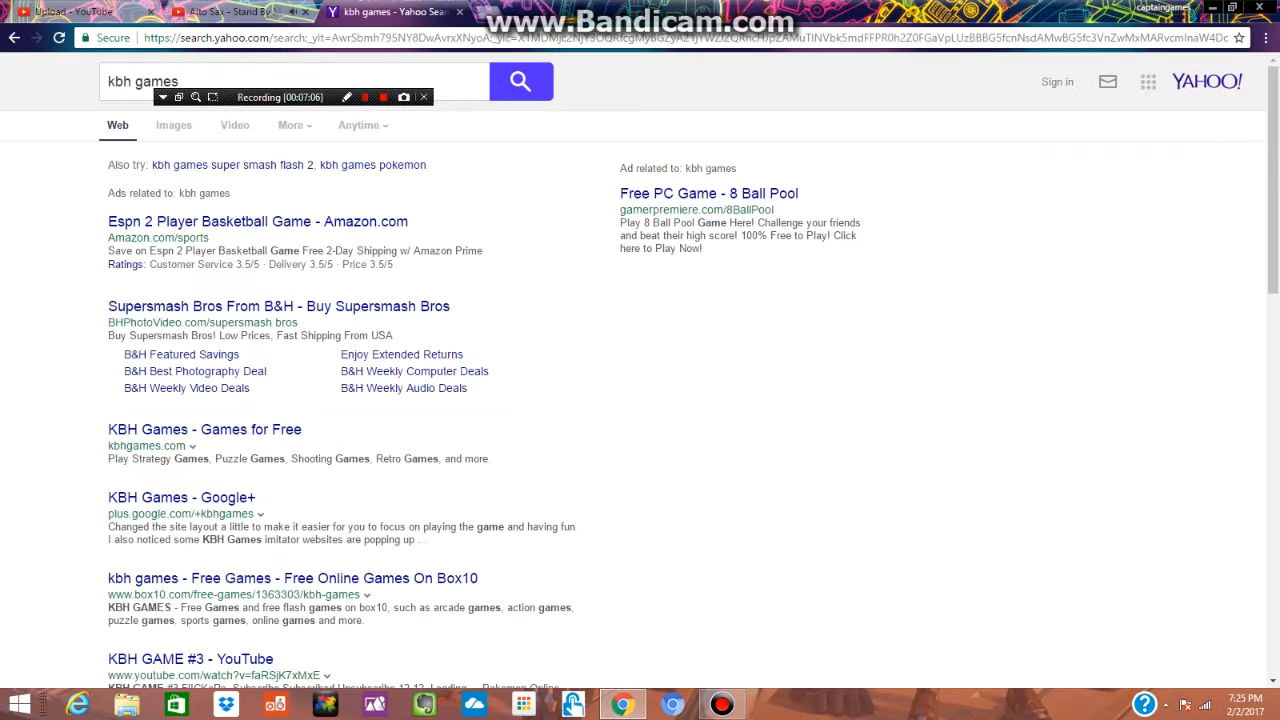 Upload - YouTube
Alto Sax - Stand By
kbh games - Yahoo Sea
captaingames
www.Bandicam.com
Secure
kbh games
Recording [00:07:06]
Sign in
YAHOO!
Web
Images
Video
More
Anytime
Also try: kbh games super smash flash 2, kbh games pokemon
Ads related to: kbh games
Espn 2 Player Basketball Game - Amazon.com
Amazon.com/sports
Save on Espn 2 Player Basketball Game Free 2-Day Shipping w/ Amazon Prime
Ratings: Customer Service 3.5/5 · Delivery 3.5/5 · Price 3.5/5
Supersmash Bros From B&H - Buy Supersmash Bros
BHPhotoVideo.com/supersmash bros
Buy Supersmash Bros! Low Prices, Fast Shipping From USA
B&H Featured Savings
Enjoy Extended Returns
B&H Best Photography Deal
B&H Weekly Computer Deals
B&H Weekly Video Deals
B&H Weekly Audio Deals
KBH Games - Games for Free
kbhgames.com
Play Strategy Games, Puzzle Games, Shooting Games, Retro Games, and more.
KBH Games - Google+
plus.google.com/+kbhgames
Changed the site layout a little to make it easier for you to focus on playing the game and having fun.
I also noticed some KBH Games imitator websites are popping up ...
kbh games - Free Games - Free Online Games On Box10
www.box10.com/free-games/1363303/kbh-games
KBH GAMES - Free Games and free flash games on box10, such as arcade games, action games,
puzzle games, sports games, online games and more.
KBH GAME #3 - YouTube
www.youtube.com/watch?v=faRSjK7xMxE
Ad related to: kbh games
Free PC Game - 8 Ball Pool
gamerpremiere.com/8BallPool
Play 8 Ball Pool Game Here! Challenge your friends
and beat their high score! 100% Free to Play! Click
here to Play Now!
7:25 PM
2/2/2017